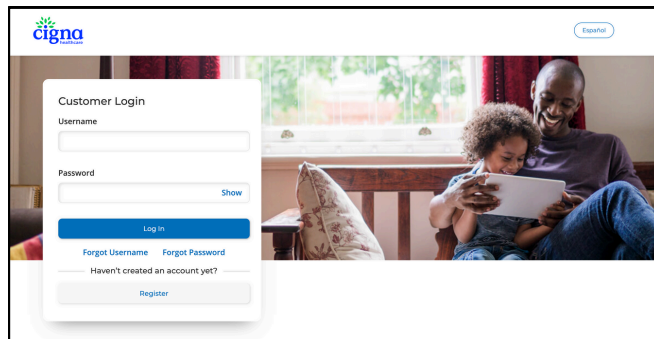 cigna
healthcare
Español
Customer Login
Username
Password
Show
Log In
Forgot Username Forgot Password
Haven't created an account yet?
Register